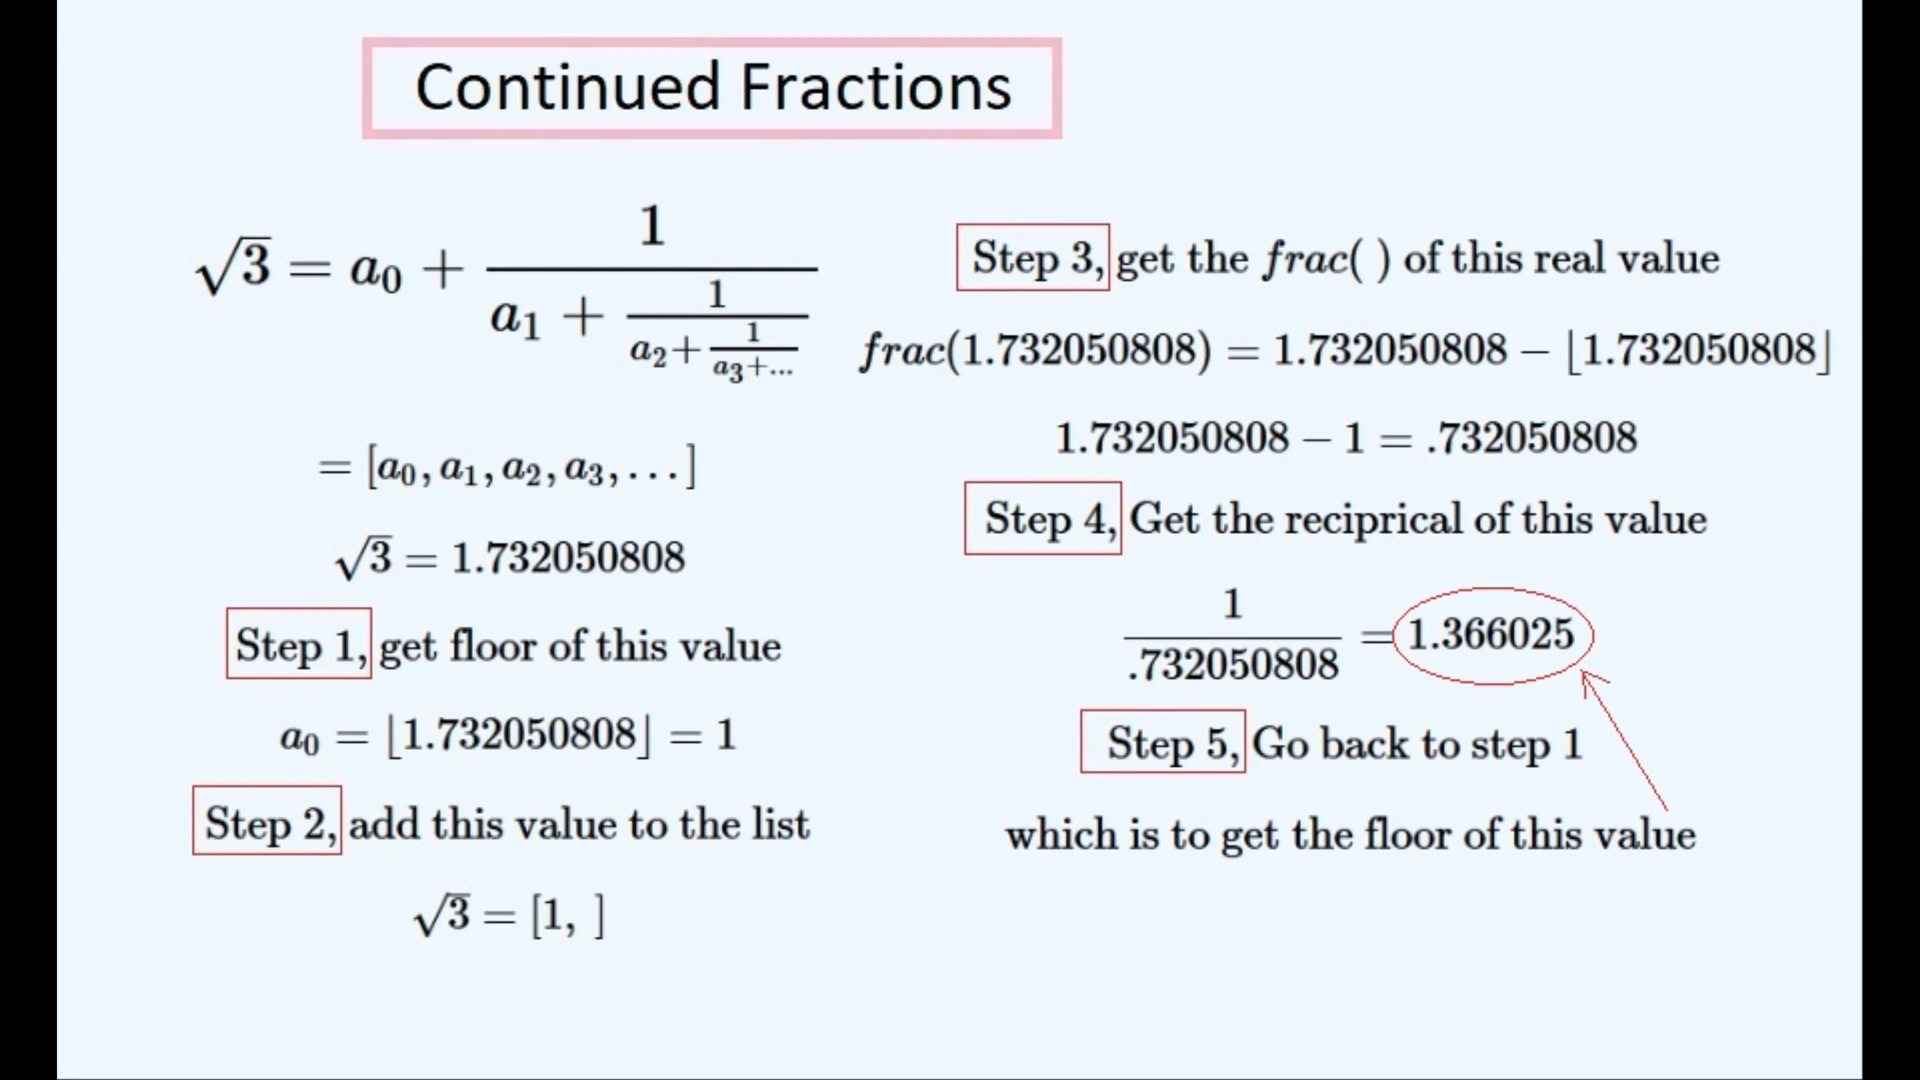 Continued Fractions
√3 = a₀ + 1/(a₁ + 1/(a₂ + 1/(a₃ + ...)))
= [a₀, a₁, a₂, a₃, . . . ]
√3 = 1.732050808
Step 1, get floor of this value
a₀ = ⌊1.732050808⌋ = 1
Step 2, add this value to the list
√3 = [1, ]
Step 3, get the frac( ) of this real value
frac(1.732050808) = 1.732050808 − ⌊1.732050808⌋
1.732050808 − 1 = .732050808
Step 4, Get the reciprical of this value
1/.732050808 = 1.366025
Step 5, Go back to step 1
which is to get the floor of this value